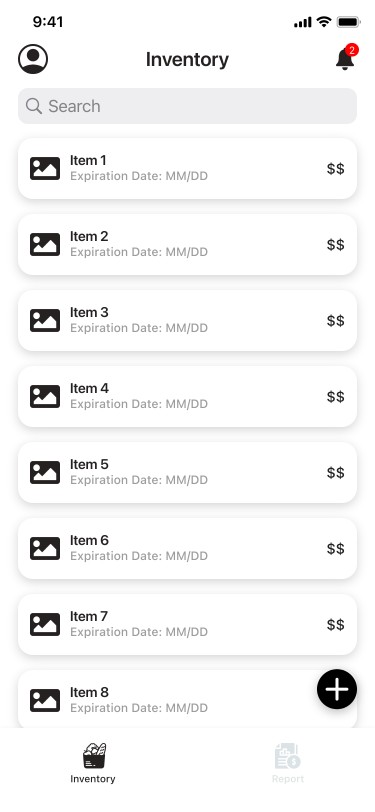 9:41
Inventory
2
Search
Item 1
Expiration Date: MM/DD
$$
Item 2
Expiration Date: MM/DD
$$
Item 3
Expiration Date: MM/DD
$$
Item 4
Expiration Date: MM/DD
$$
Item 5
Expiration Date: MM/DD
$$
Item 6
Expiration Date: MM/DD
$$
Item 7
Expiration Date: MM/DD
$$
Item 8
Expiration Date: MM/DD
Inventory
Report